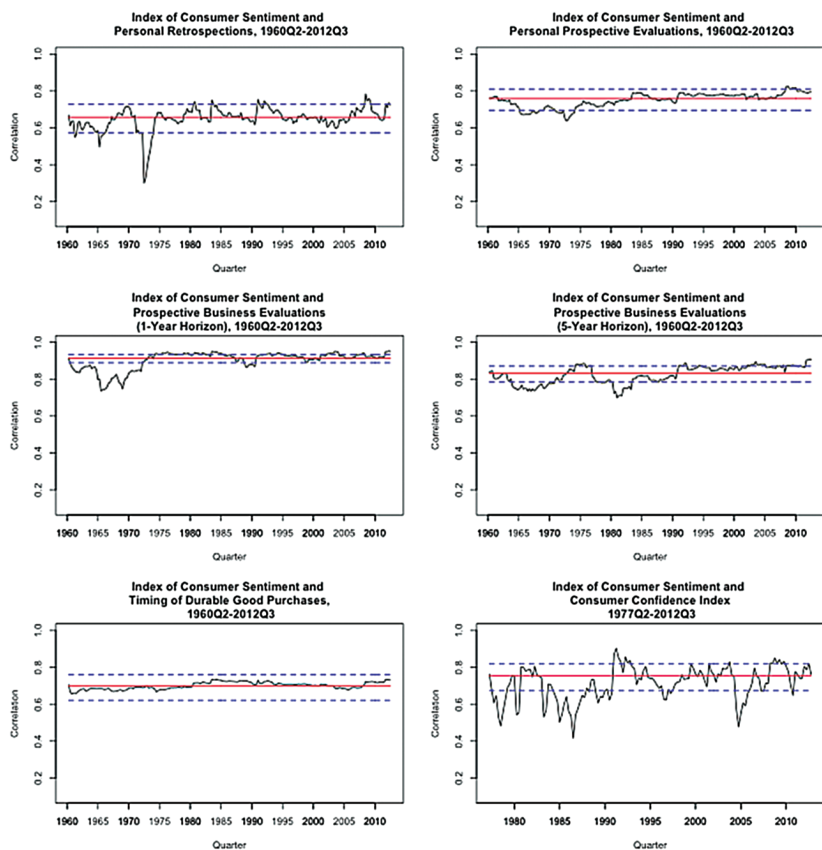 Index of Consumer Sentiment and
Personal Retrospections, 1960Q2-2012Q3
Correlation
1.0
0.8
0.6
0.4
0.2
1960 1965 1970 1975 1980 1985 1990 1995 2000 2005 2010
Quarter
Index of Consumer Sentiment and
Personal Prospective Evaluations, 1960Q2-2012Q3
Correlation
1.0
0.8
0.6
0.4
0.2
1960 1965 1970 1975 1980 1985 1990 1995 2000 2005 2010
Quarter
Index of Consumer Sentiment and
Prospective Business Evaluations
(1-Year Horizon), 1960Q2-2012Q3
Correlation
1.0
0.8
0.6
0.4
0.2
1960 1965 1970 1975 1980 1985 1990 1995 2000 2005 2010
Quarter
Index of Consumer Sentiment and
Prospective Business Evaluations
(5-Year Horizon), 1960Q2-2012Q3
Correlation
1.0
0.8
0.6
0.4
0.2
1960 1965 1970 1975 1980 1985 1990 1995 2000 2005 2010
Quarter
Index of Consumer Sentiment and
Timing of Durable Good Purchases,
1960Q2-2012Q3
Correlation
1.0
0.8
0.6
0.4
0.2
1960 1965 1970 1975 1980 1985 1990 1995 2000 2005 2010
Quarter
Index of Consumer Sentiment and
Consumer Confidence Index
1977Q2-2012Q3
Correlation
1.0
0.8
0.6
0.4
0.2
1980 1985 1990 1995 2000 2005 2010
Quarter